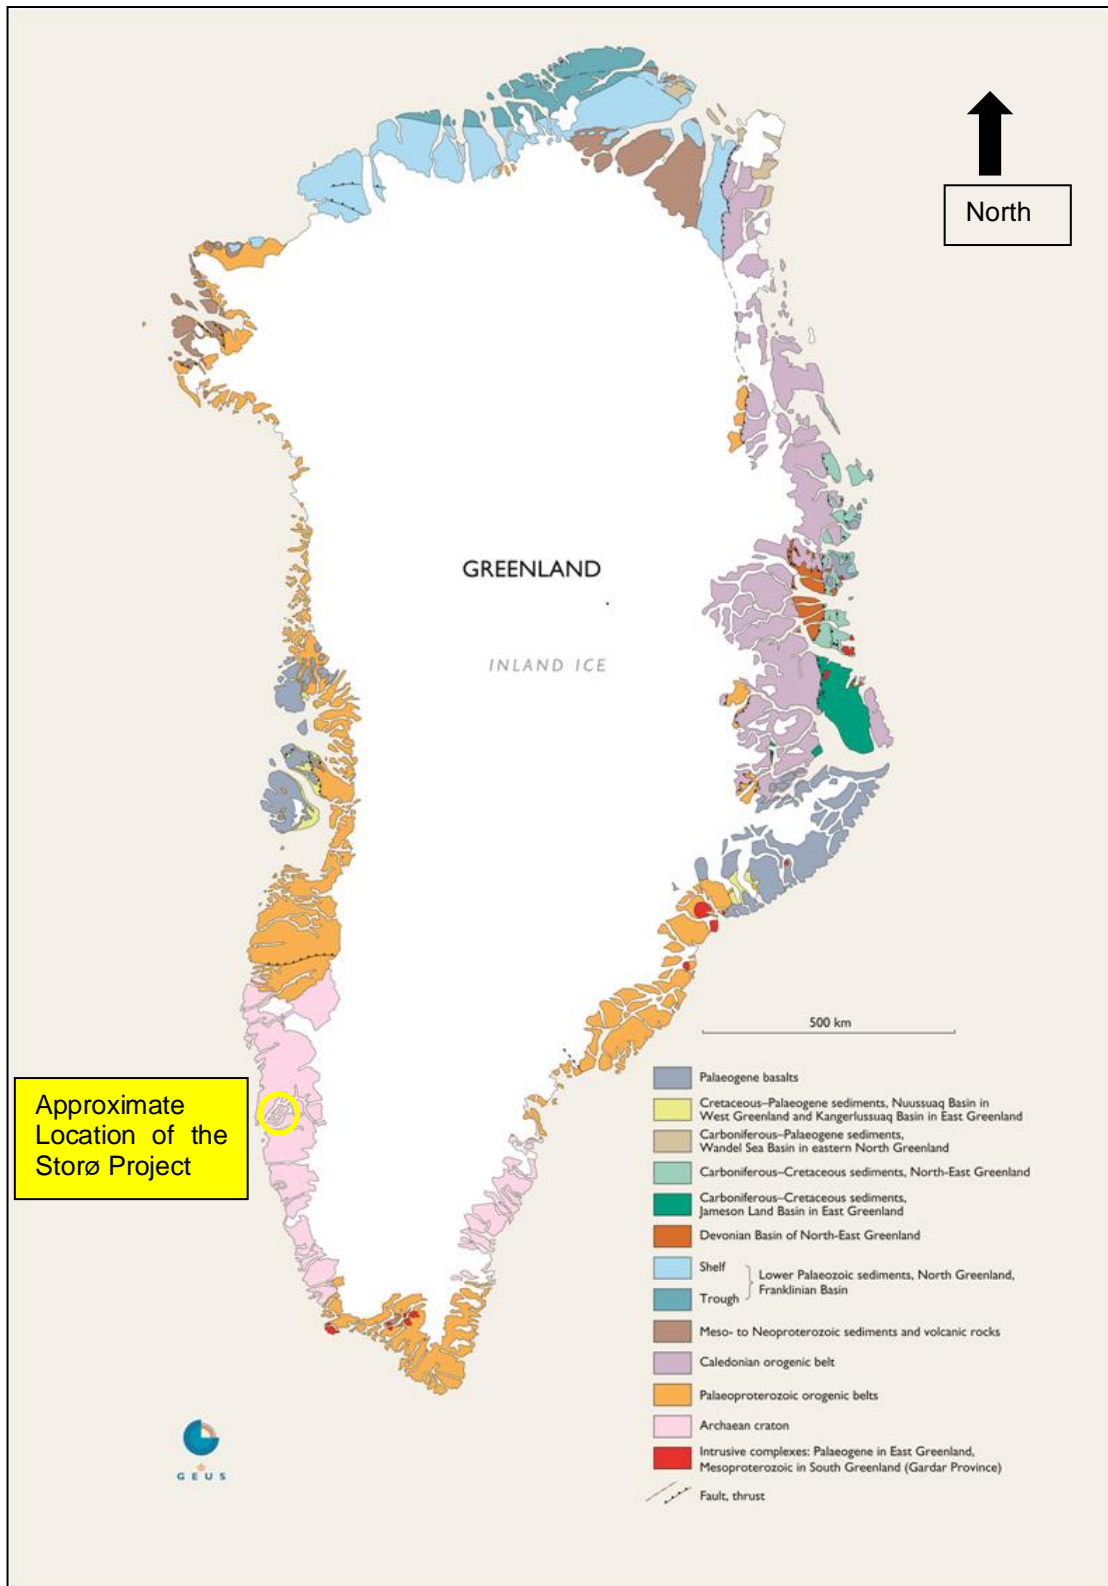 North
GREENLAND
INLAND ICE
500 km
Approximate
Location of the
Storø Project
Palaeogene basalts
Cretaceous–Palaeogene sediments, Nuussuaq Basin in
West Greenland and Kangerlussuaq Basin in East Greenland
Carboniferous–Palaeogene sediments,
Wandel Sea Basin in eastern North Greenland
Carboniferous–Cretaceous sediments, North-East Greenland
Carboniferous–Cretaceous sediments,
Jameson Land Basin in East Greenland
Devonian Basin of North-East Greenland
Shelf
Trough
Lower Palaeozoic sediments, North Greenland,
Franklinian Basin
Meso- to Neoproterozoic sediments and volcanic rocks
Caledonian orogenic belt
Palaeoproterozoic orogenic belts
Archaean craton
Intrusive complexes: Palaeogene in East Greenland,
Mesoproterozoic in South Greenland (Gardar Province)
Fault, thrust
GEUS